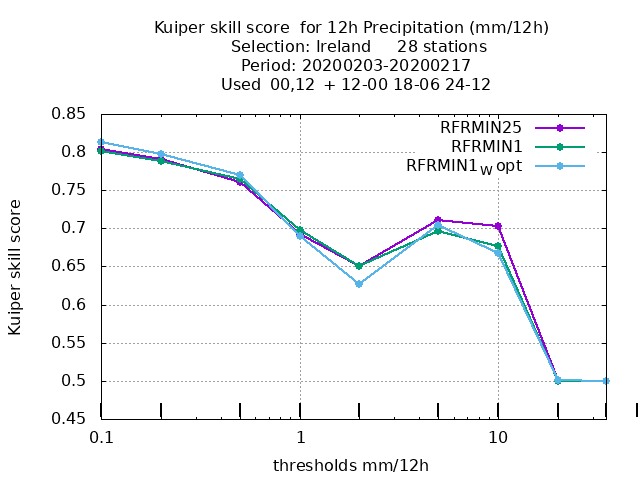 Kuiper skill score  for 12h Precipitation (mm/12h)
Selection: Ireland     28 stations
Period: 20200203-20200217
Used  00,12  + 12-00 18-06 24-12
RFRMIN25
RFRMIN1
RFRMIN1W opt
Kuiper skill score
0.85
0.8
0.75
0.7
0.65
0.6
0.55
0.5
0.45
0.1 1 10
thresholds mm/12h